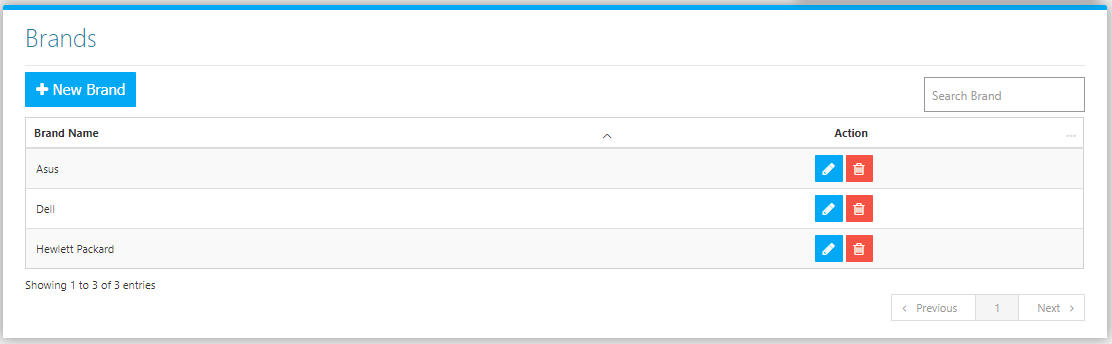 Brands
New Brand
Search Brand
Brand Name Action
Asus
Dell
Hewlett Packard
Showing 1 to 3 of 3 entries
Previous 1 Next